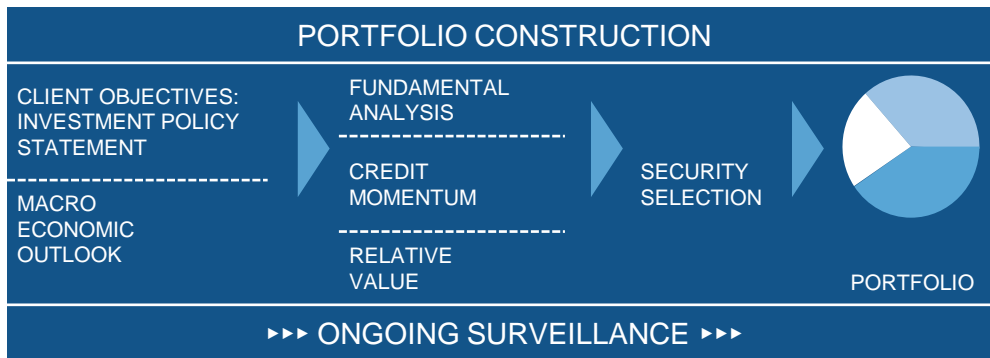 PORTFOLIO CONSTRUCTION
CLIENT OBJECTIVES:
INVESTMENT POLICY
STATEMENT
MACRO
ECONOMIC
OUTLOOK
FUNDAMENTAL
ANALYSIS
CREDIT
MOMENTUM
RELATIVE
VALUE
SECURITY
SELECTION
PORTFOLIO
ONGOING SURVEILLANCE